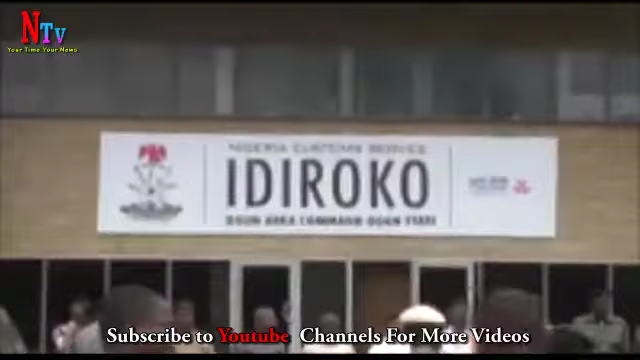 NTv
Your Time.Your News
NIGERIA CUSTOMS SERVICE
IDIROKO
OGUN AREA COMMAND OGUN STATE
Subscribe to Youtube Channels For More Videos